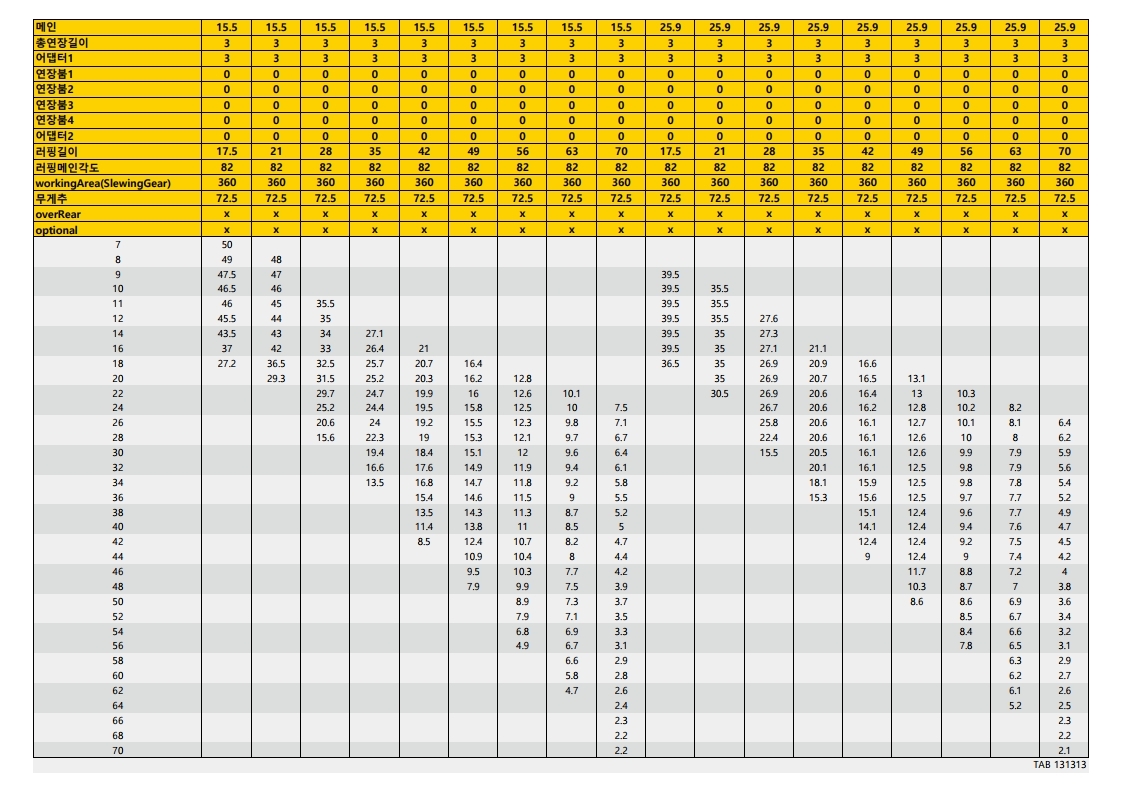 메인 15.5 15.5 15.5 15.5 15.5 15.5 15.5 15.5 15.5 25.9 25.9 25.9 25.9 25.9 25.9 25.9 25.9 25.9
총연장길이 3 3 3 3 3 3 3 3 3 3 3 3 3 3 3 3 3 3
어댑터1 3 3 3 3 3 3 3 3 3 3 3 3 3 3 3 3 3 3
연장붐1 0 0 0 0 0 0 0 0 0 0 0 0 0 0 0 0 0 0
연장붐2 0 0 0 0 0 0 0 0 0 0 0 0 0 0 0 0 0 0
연장붐3 0 0 0 0 0 0 0 0 0 0 0 0 0 0 0 0 0 0
연장붐4 0 0 0 0 0 0 0 0 0 0 0 0 0 0 0 0 0 0
어댑터2 0 0 0 0 0 0 0 0 0 0 0 0 0 0 0 0 0 0
러핑길이 17.5 21 28 35 42 49 56 63 70 17.5 21 28 35 42 49 56 63 70
러핑메인각도 82 82 82 82 82 82 82 82 82 82 82 82 82 82 82 82 82 82
workingArea(SlewingGear) 360 360 360 360 360 360 360 360 360 360 360 360 360 360 360 360 360 360
무게추 72.5 72.5 72.5 72.5 72.5 72.5 72.5 72.5 72.5 72.5 72.5 72.5 72.5 72.5 72.5 72.5 72.5 72.5
overRear x x x x x x x x x x x x x x x x x x
optional x x x x x x x x x x x x x x x x x x
7 50
8 49 48
9 47.5 47 39.5
10 46.5 46 39.5 35.5
11 46 45 35.5 39.5 35.5
12 45.5 44 35 39.5 35.5 27.6
14 43.5 43 34 27.1 39.5 35 27.3
16 37 42 33 26.4 21 39.5 35 27.1 21.1
18 27.2 36.5 32.5 25.7 20.7 16.4 36.5 35 26.9 20.9 16.6
20 29.3 31.5 25.2 20.3 16.2 12.8 35 26.9 20.7 16.5 13.1
22 29.7 24.7 19.9 16 12.6 10.1 30.5 26.9 20.6 16.4 13 10.3
24 25.2 24.4 19.5 15.8 12.5 10 7.5 26.7 20.6 16.2 12.8 10.2 8.2
26 20.6 24 19.2 15.5 12.3 9.8 7.1 25.8 20.6 16.1 12.7 10.1 8.1 6.4
28 15.6 22.3 19 15.3 12.1 9.7 6.7 22.4 20.6 16.1 12.6 10 8 6.2
30 19.4 18.4 15.1 12 9.6 6.4 15.5 20.5 16.1 12.6 9.9 7.9 5.9
32 16.6 17.6 14.9 11.9 9.4 6.1 20.1 16.1 12.5 9.8 7.9 5.6
34 13.5 16.8 14.7 11.8 9.2 5.8 18.1 15.9 12.5 9.8 7.8 5.4
36 15.4 14.6 11.5 9 5.5 15.3 15.6 12.5 9.7 7.7 5.2
38 13.5 14.3 11.3 8.7 5.2 15.1 12.4 9.6 7.7 4.9
40 11.4 13.8 11 8.5 5 14.1 12.4 9.4 7.6 4.7
42 8.5 12.4 10.7 8.2 4.7 12.4 12.4 9.2 7.5 4.5
44 10.9 10.4 8 4.4 9 12.4 9 7.4 4.2
46 9.5 10.3 7.7 4.2 11.7 8.8 7.2 4
48 7.9 9.9 7.5 3.9 10.3 8.7 7 3.8
50 8.9 7.3 3.7 8.6 8.6 6.9 3.6
52 7.9 7.1 3.5 8.5 6.7 3.4
54 6.8 6.9 3.3 8.4 6.6 3.2
56 4.9 6.7 3.1 7.8 6.5 3.1
58 6.6 2.9 6.3 2.9
60 5.8 2.8 6.2 2.7
62 4.7 2.6 6.1 2.6
64 2.4 5.2 2.5
66 2.3 2.3
68 2.2 2.2
70 2.2 2.1
TAB 131313